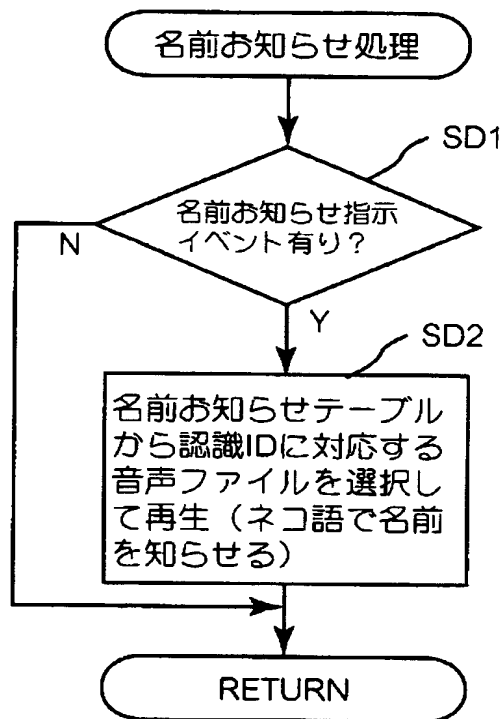 名前お知らせ処理
SD1
名前お知らせ指示
イベント有り？
N
Y
SD2
名前お知らせテーブル
から認識IDに対応する
音声ファイルを選択し
て再生（ネコ語で名前
を知らせる）
RETURN